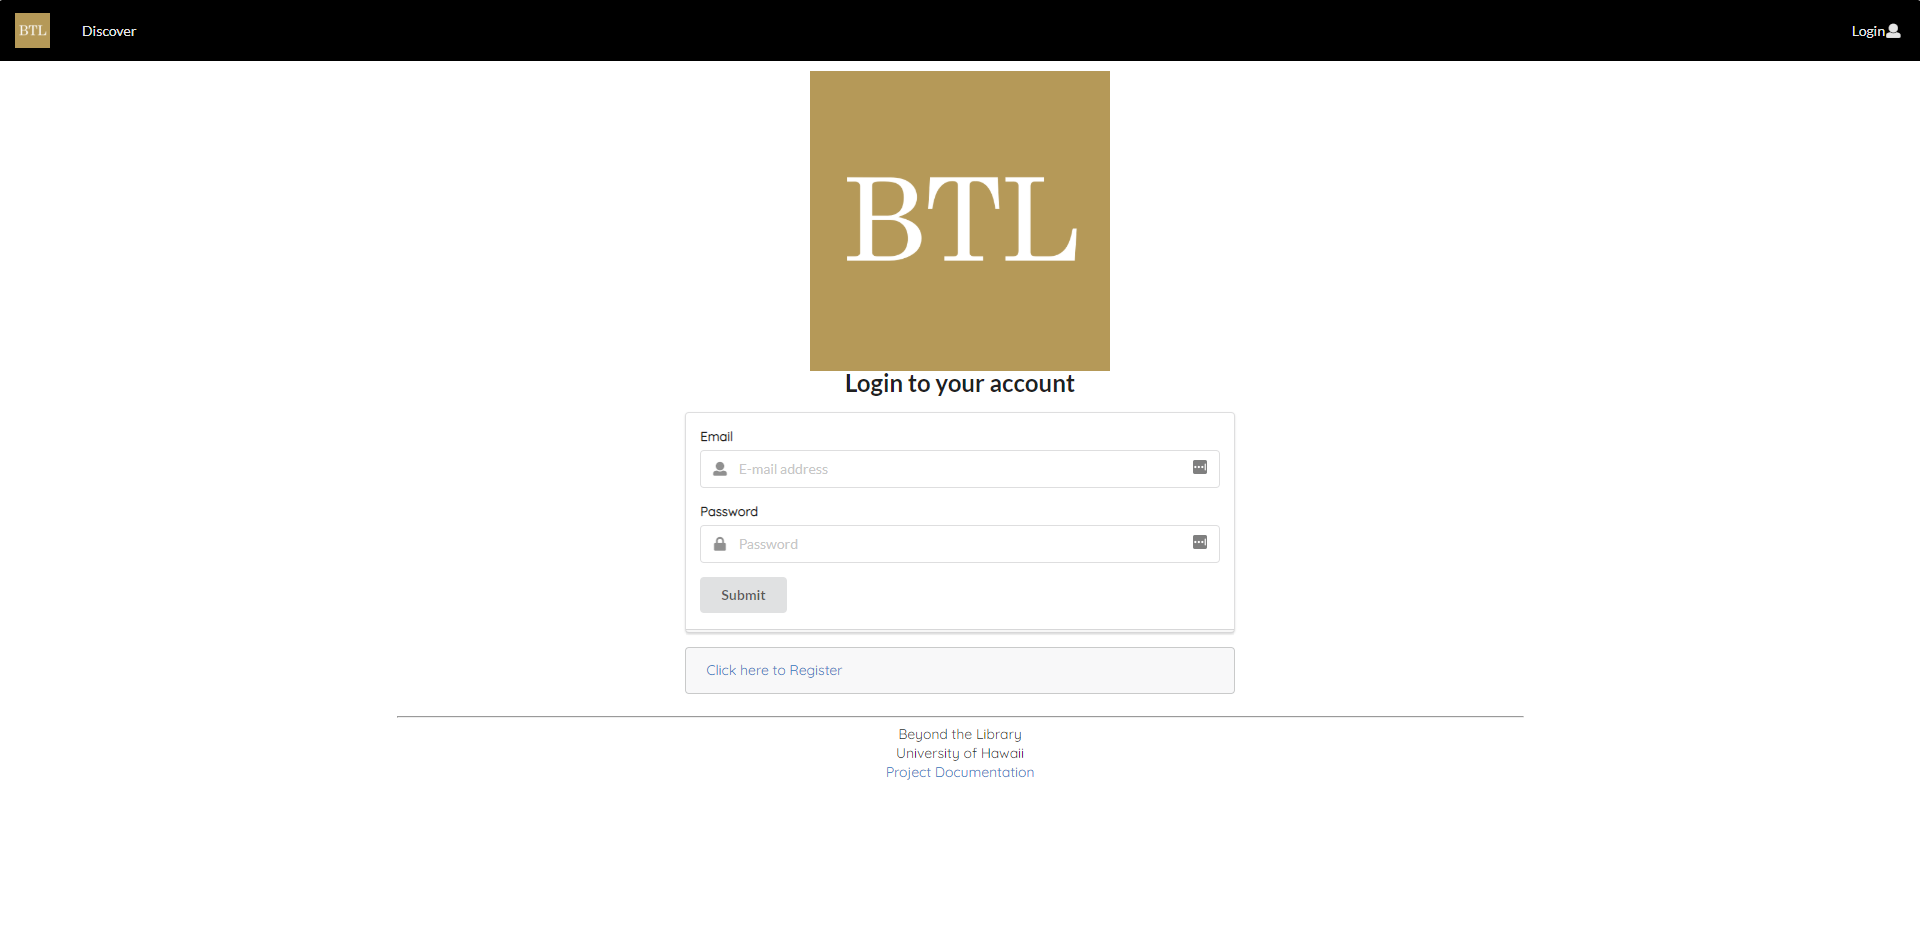 BTL
Discover
Login
BTL
Login to your account
Email
E-mail address
Password
Password
Submit
Click here to Register
Beyond the Library
University of Hawaii
Project Documentation